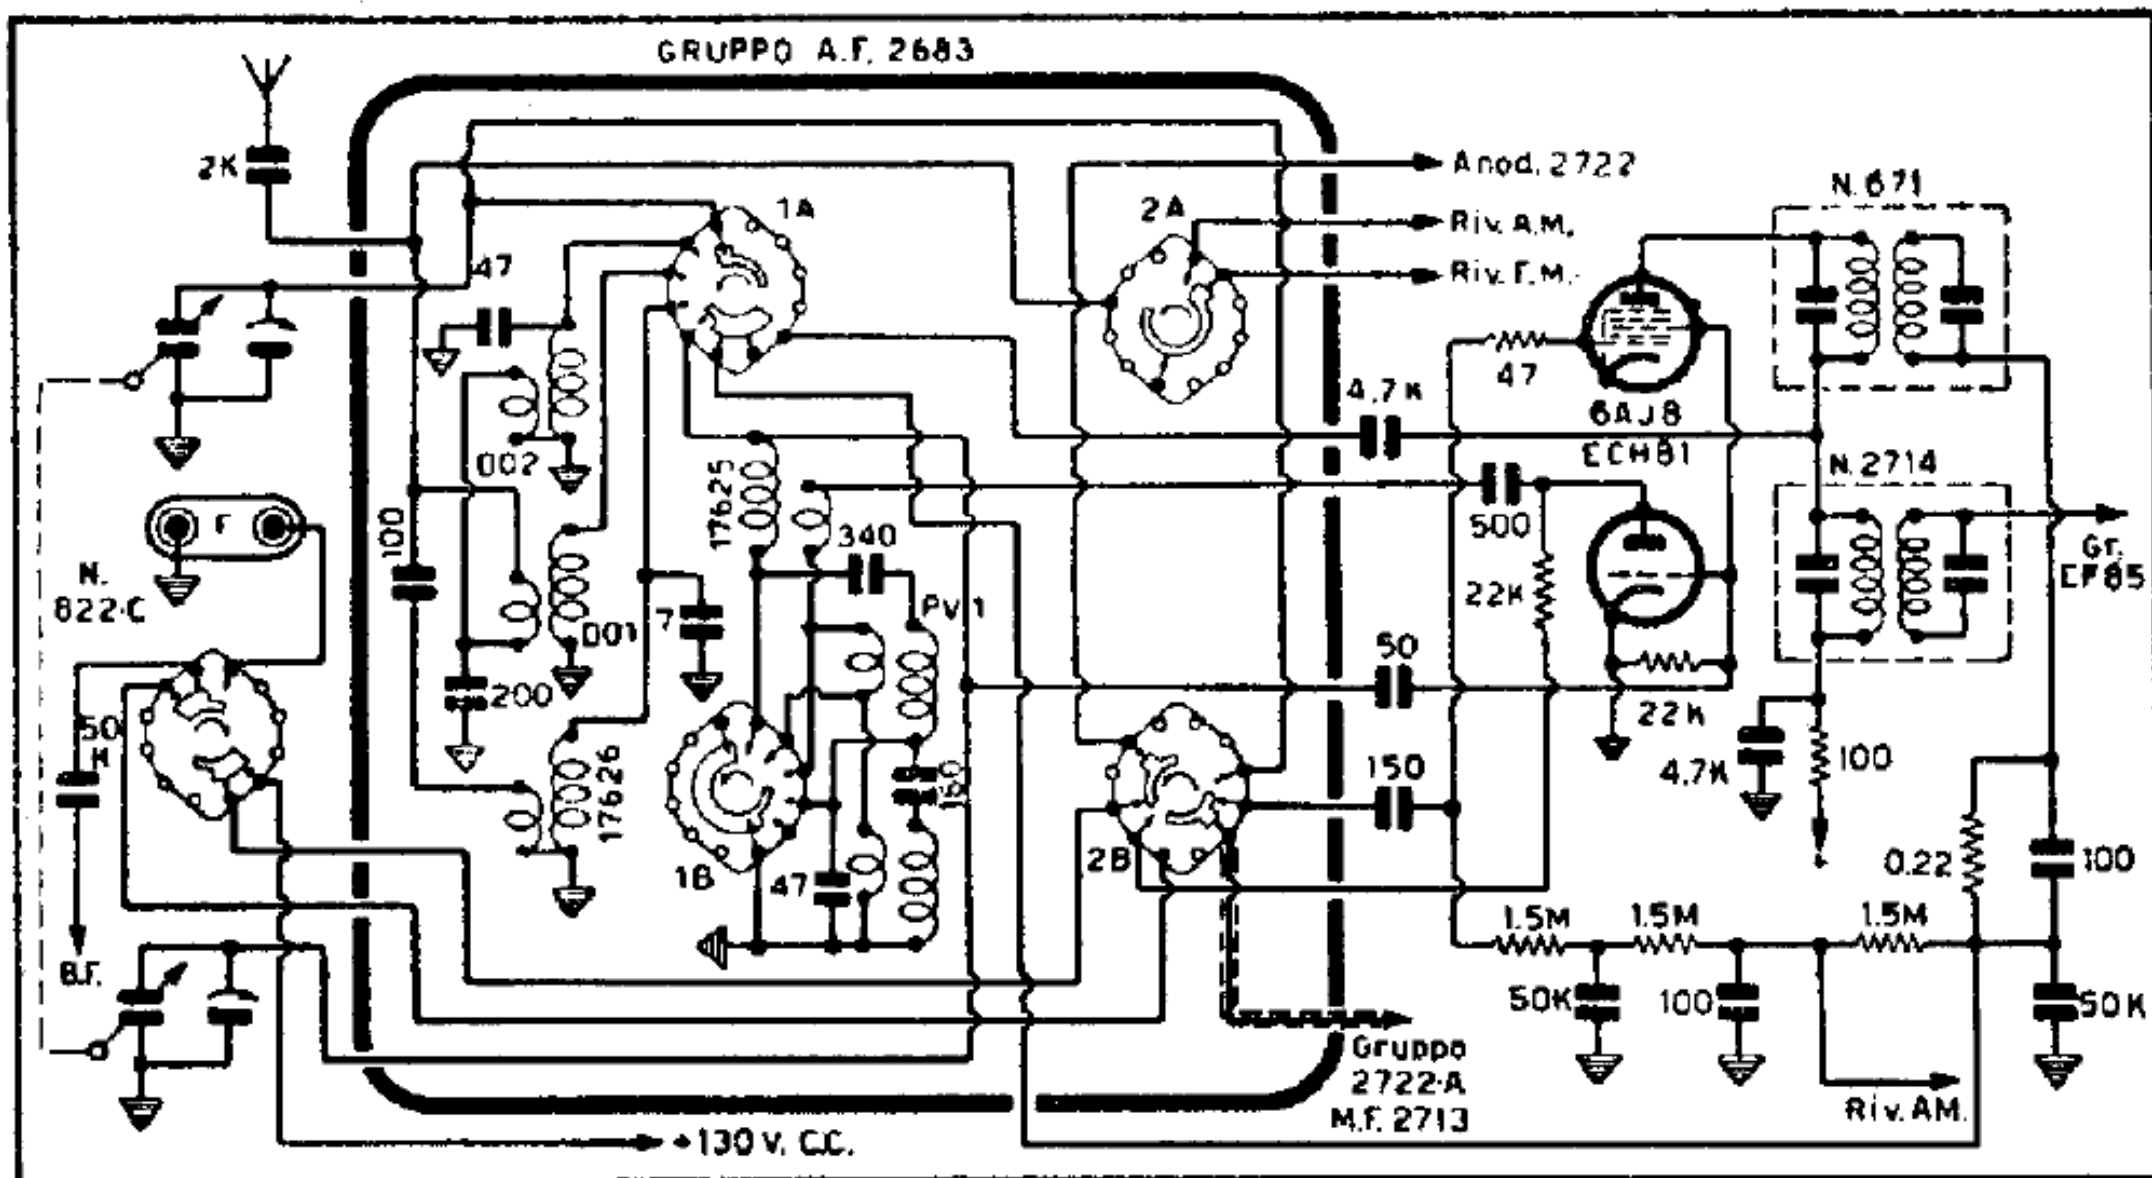 GRUPPO A.F. 2683
2K
1A
2A
Anod. 2722
Riv. A.M.
Riv. F.M.
N. 671
47
47
4.7K
6AJ8
ECH81
002
17625
500
N. 2714
100
340
F
N.
822-C
Gr.
EF85
PV1
22K
001
7
50
200
22K
50
K
17626
160
150
4.7K
100
1B
47
2B
0.22
100
B.F.
1.5M
1.5M
1.5M
50K
100
50K
Gruppo
2722-A
M.F. 2713
Riv. AM.
+130 V. C.C.